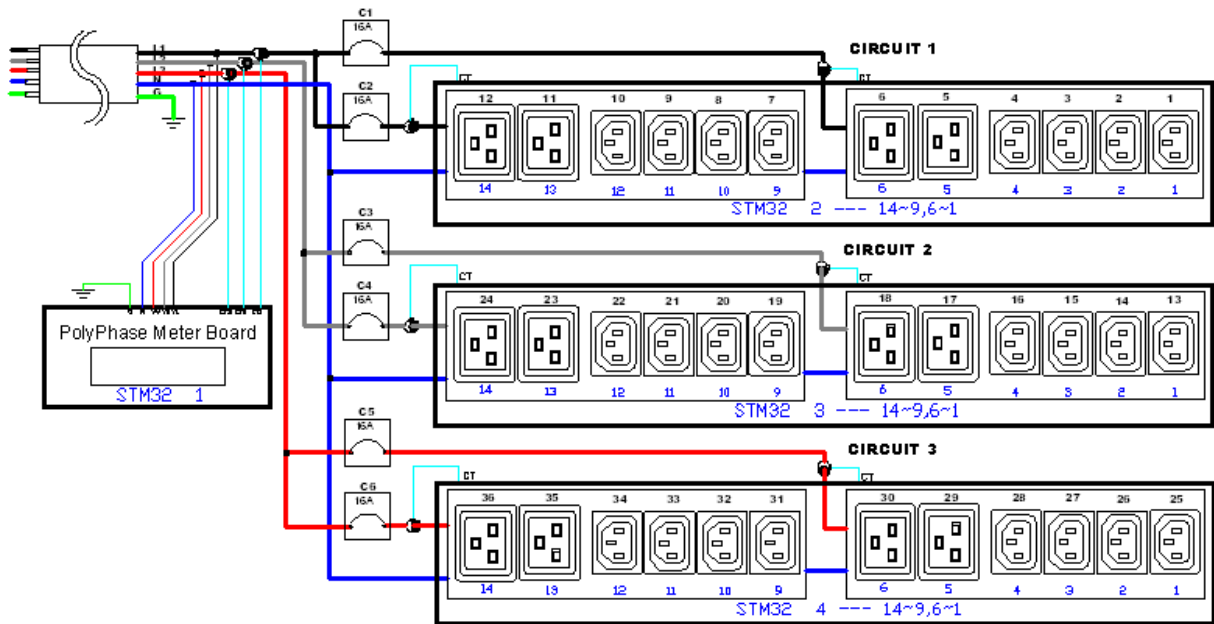 C1
16A
CIRCUIT 1
L1
N
G
C2
16A
CT
CT
12 11 10 9 8 7
6 5 4 3 2 1
14 13 12 11 10 9
6 5 4 3 2 1
STM32 2 --- 14~9,6~1
C3
16A
CIRCUIT 2
CT
CT
C4
16A
24 23 22 21 20 19
18 17 16 15 14 13
14 13 12 11 10 9
6 5 4 3 2 1
STM32 3 --- 14~9,6~1
PolyPhase Meter Board
STM32 1
C5
16A
CIRCUIT 3
CT
CT
C6
16A
36 35 34 33 32 31
30 29 28 27 26 25
14 13 12 11 10 9
6 5 4 3 2 1
STM32 4 --- 14~9,6~1